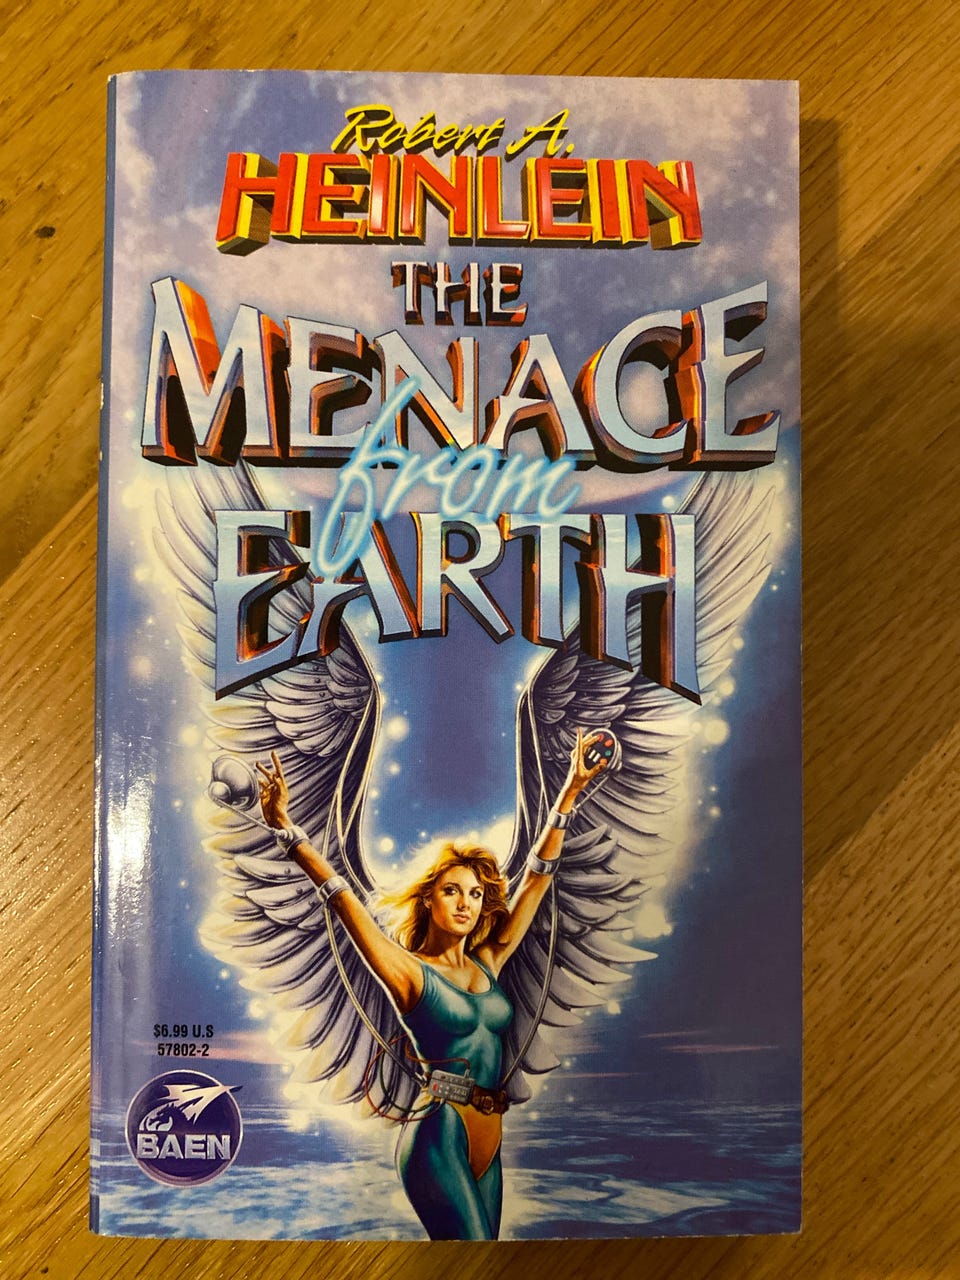 Robert A.
HEINLEIN
THE
MENACE
from
EARTH
$6.99 U.S
57802-2
BAEN